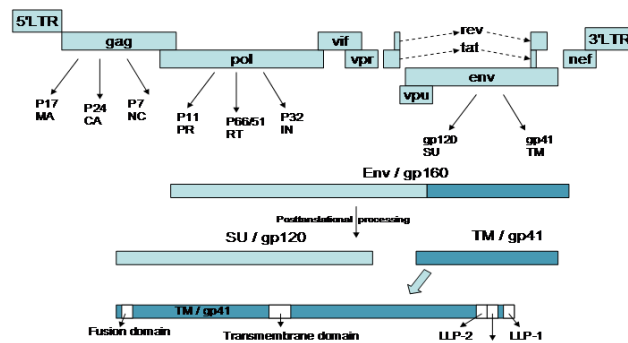 5'LTR
gag
pol
vif
vpr
rev
tat
env
vpu
nef
3'LTR
P17
MA
P24
CA
P7
NC
P11
PR
P66/51
RT
P32
IN
gp120
SU
gp41
TM
Env / gp160
Posttranslational processing
SU / gp120
TM / gp41
TM / gp41
Fusion domain
Transmembrane domain
LLP-2
LLP-1